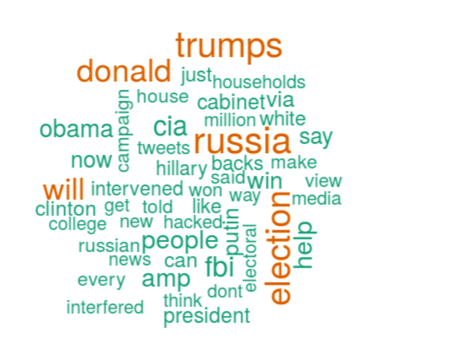 trumps
donald just households
campaign house cabinet via
million white
obama cia russia say
tweets
now hillary backs make
said win view
will intervened won way media
clinton get told like
college new hacked putin electoral election help
russian people
news can fbi
every amp dont
interfered think
president